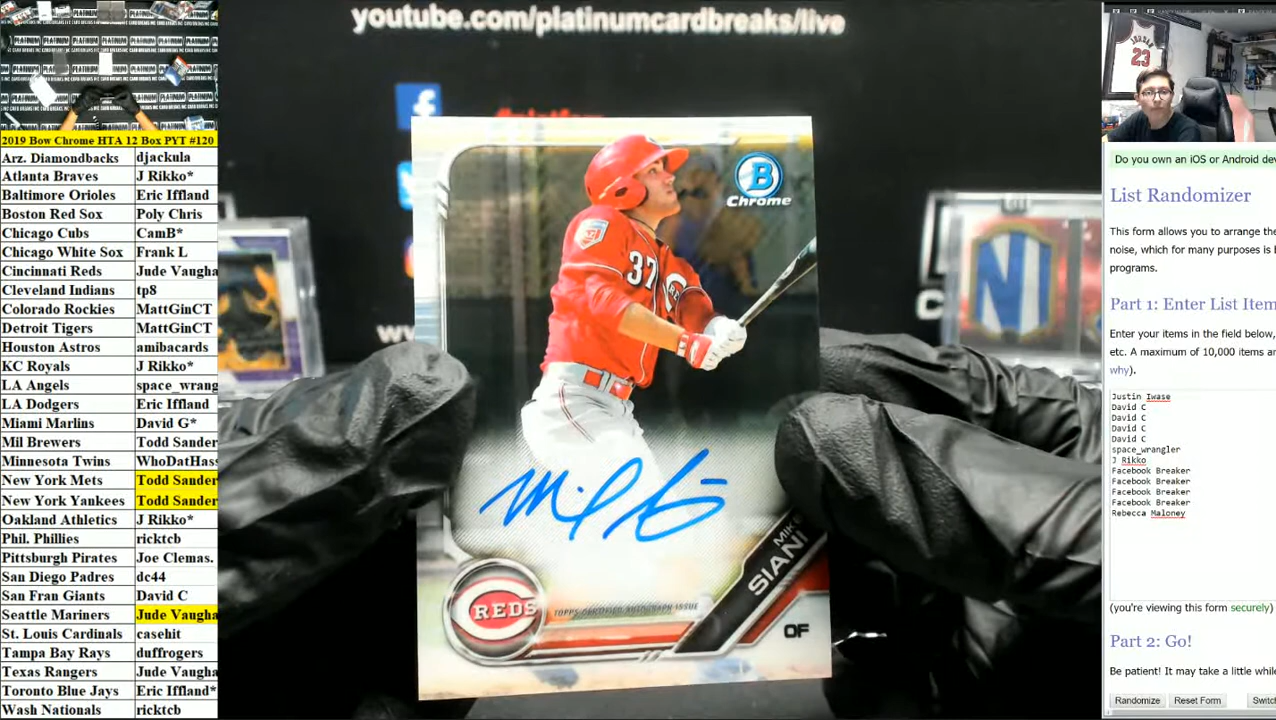 youtube.com/platinumcardbreaks/live
2019 Bow Chrome HTA 12 Box PYT #120
Arz. Diamondbacks djackula
Atlanta Braves J Rikko*
Baltimore Orioles Eric Iffland
Boston Red Sox Poly Chris
Chicago Cubs CamB*
Chicago White Sox Frank L
Cincinnati Reds Jude Vaugha
Cleveland Indians tp8
Colorado Rockies MattGinCT
Detroit Tigers MattGinCT
Houston Astros amibacards
KC Royals J Rikko*
LA Angels space_wrang
LA Dodgers Eric Iffland
Miami Marlins David G*
Mil Brewers Todd Sander
Minnesota Twins WhoDatHas
New York Mets Todd Sander
New York Yankees Todd Sander
Oakland Athletics J Rikko*
Phil. Phillies ricktcb
Pittsburgh Pirates Joe Clemas.
San Diego Padres dc44
San Fran Giants David C
Seattle Mariners Jude Vaugha
St. Louis Cardinals casehit
Tampa Bay Rays duffrogers
Texas Rangers Jude Vaugha
Toronto Blue Jays Eric Iffland*
Wash Nationals ricktcb
B
Chrome
37
REDS
TOPPS CERTIFIED AUTOGRAPH ISSUE
MIKE
SIANI
OF
JORDAN
23
Do you own an iOS or Android dev
List Randomizer
This form allows you to arrange the
noise, which for many purposes is
programs.
Part 1: Enter List Item
Enter your items in the field below,
etc. A maximum of 10,000 items ar
why).
Justin Iwase
David C
David C
David C
David C
space_wrangler
J Rikko
Facebook Breaker
Facebook Breaker
Facebook Breaker
Facebook Breaker
Rebecca Maloney
(you're viewing this form securely)
Part 2: Go!
Be patient! It may take a little while
Randomize Reset Form Switc